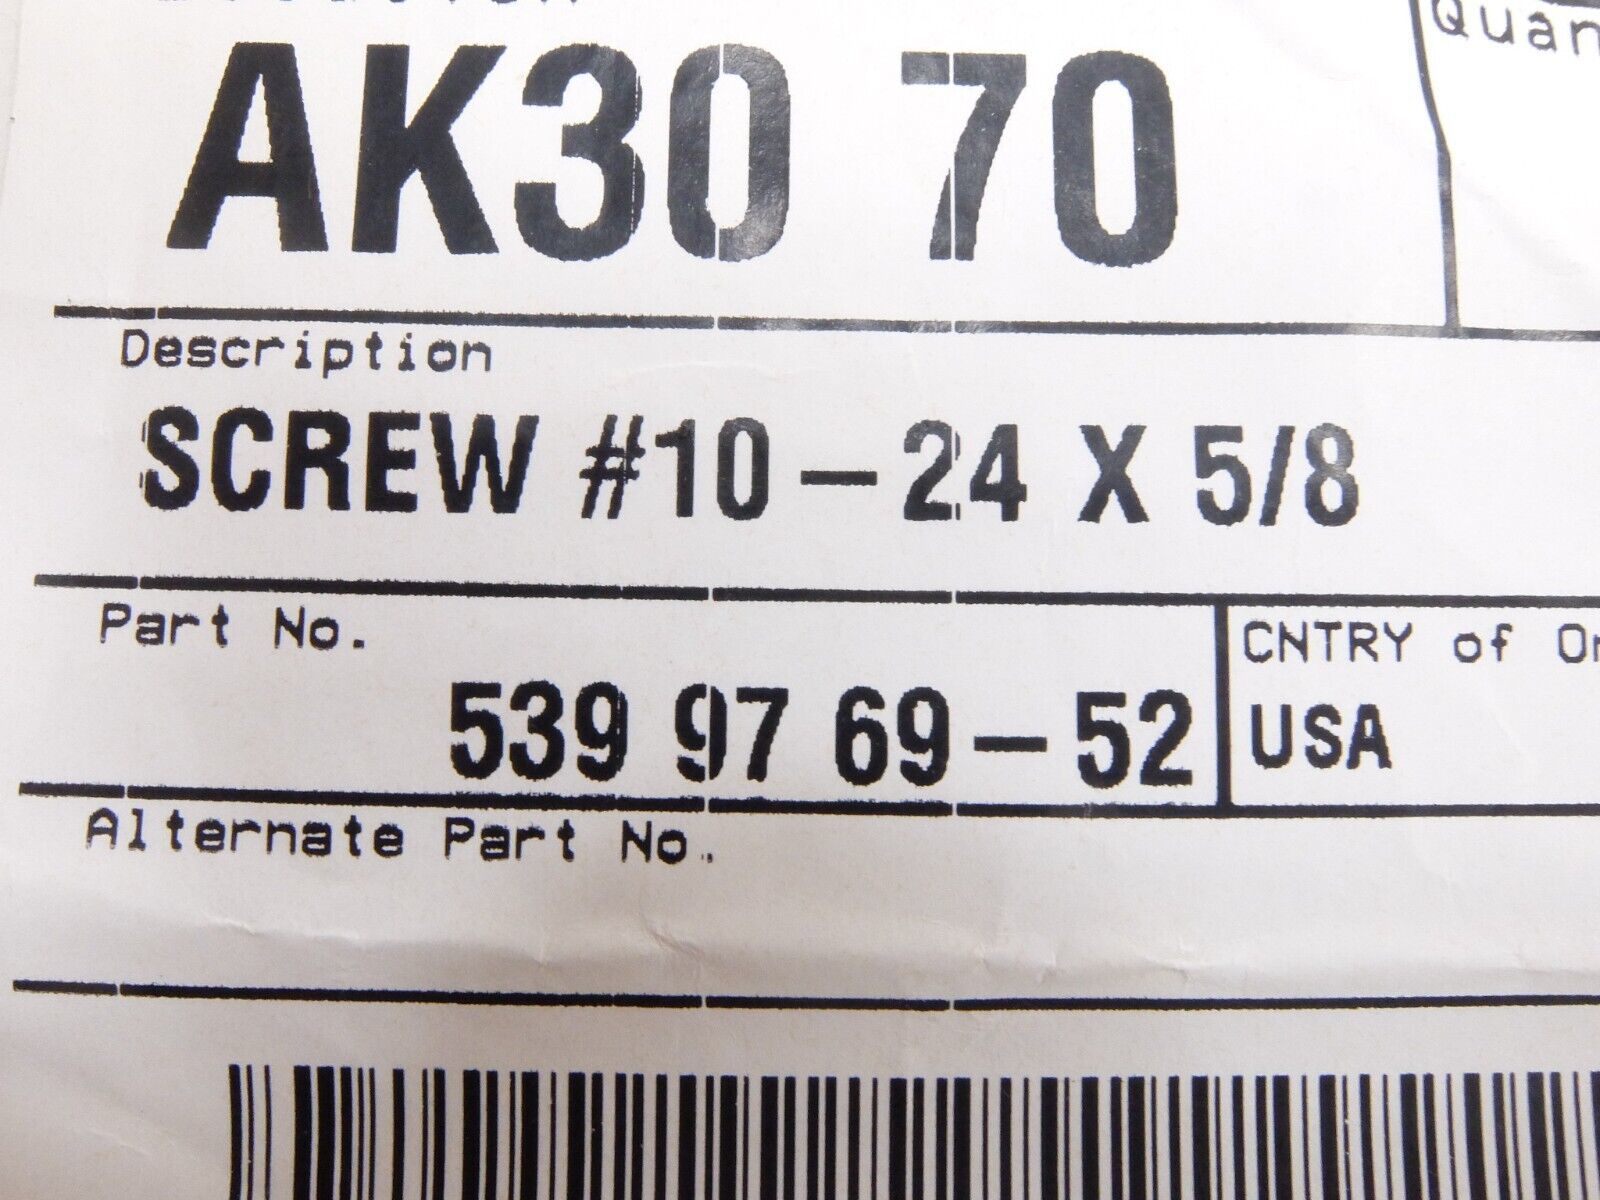 Quan
AK30 70
Description
SCREW #10-24 X 5/8
Part No.
539 97 69-52
CNTRY of Or
USA
Alternate Part No.